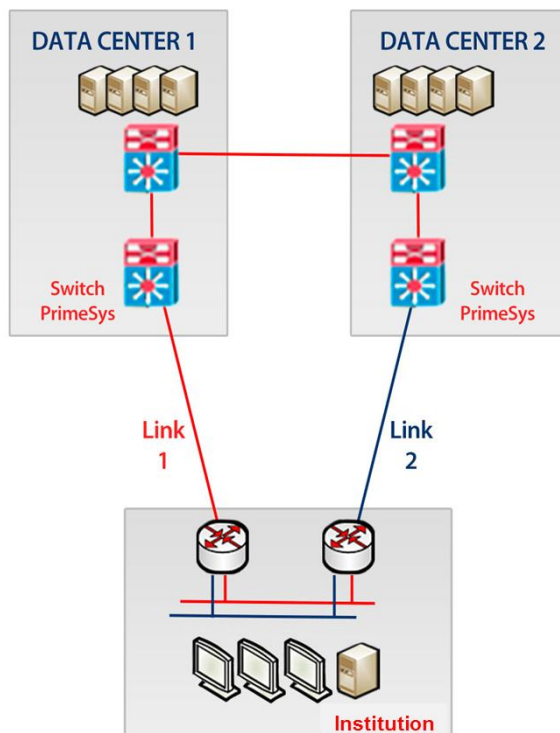 DATA CENTER 1
DATA CENTER 2
Switch
PrimeSys
Switch
PrimeSys
Link
1
Link
2
Institution